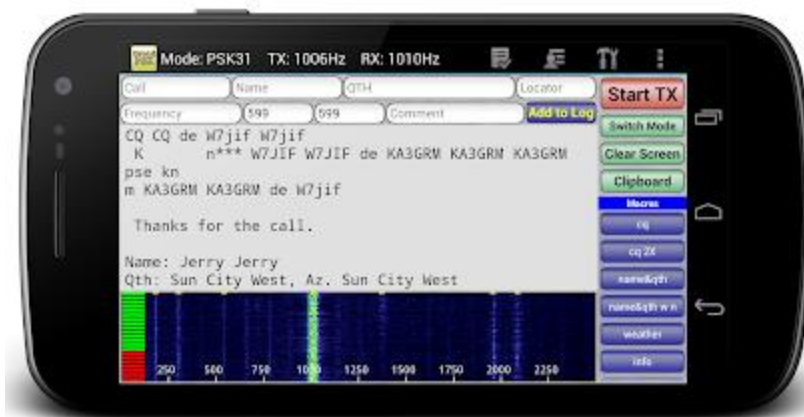 Mode: PSK31 TX: 1006Hz RX: 1010Hz
Call Name QTH Locator
Start TX
Frequency 599 599 Comment Add to Log
Switch Mode
CQ CQ de W7jif W7jif
K n*** W7JIF W7JIF de KA3GRM KA3GRM KA3GRM
pse kn
m KA3GRM KA3GRM de W7jif
Thanks for the call.
Name: Jerry Jerry
Qth: Sun City West, Az. Sun City West
Clear Screen
Clipboard
Macros
cq
cq 2X
name&qth
name&qth w n
weather
info
250 500 750 1000 1250 1500 1750 2000 2250